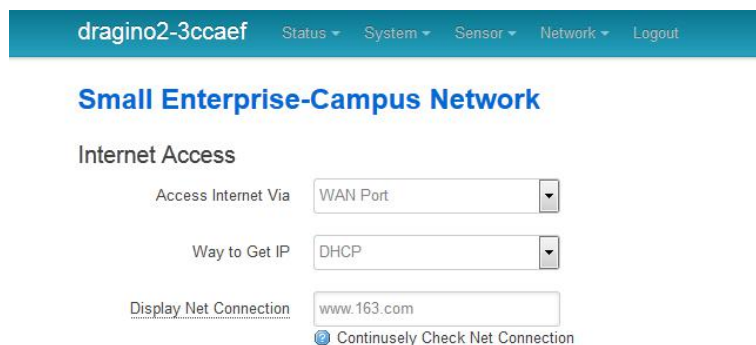 dragino2-3ccaef Status System Sensor Network Logout
Small Enterprise-Campus Network
Internet Access
Access Internet Via WAN Port
Way to Get IP DHCP
Display Net Connection www.163.com
Continusely Check Net Connection